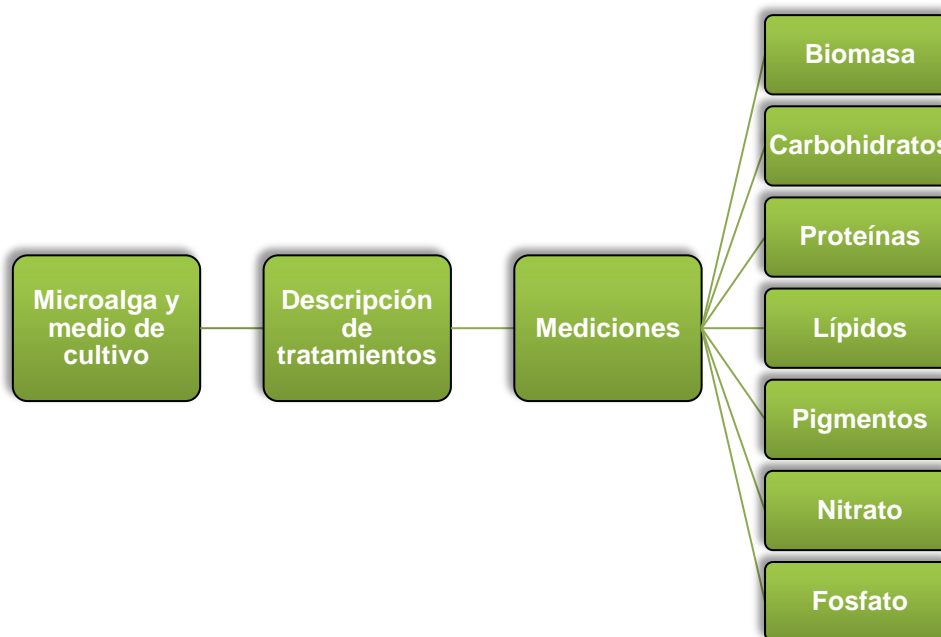 Microalga y
medio de
cultivo
Descripción
de
tratamientos
Mediciones
Biomasa
Carbohidratos
Proteínas
Lípidos
Pigmentos
Nitrato
Fosfato